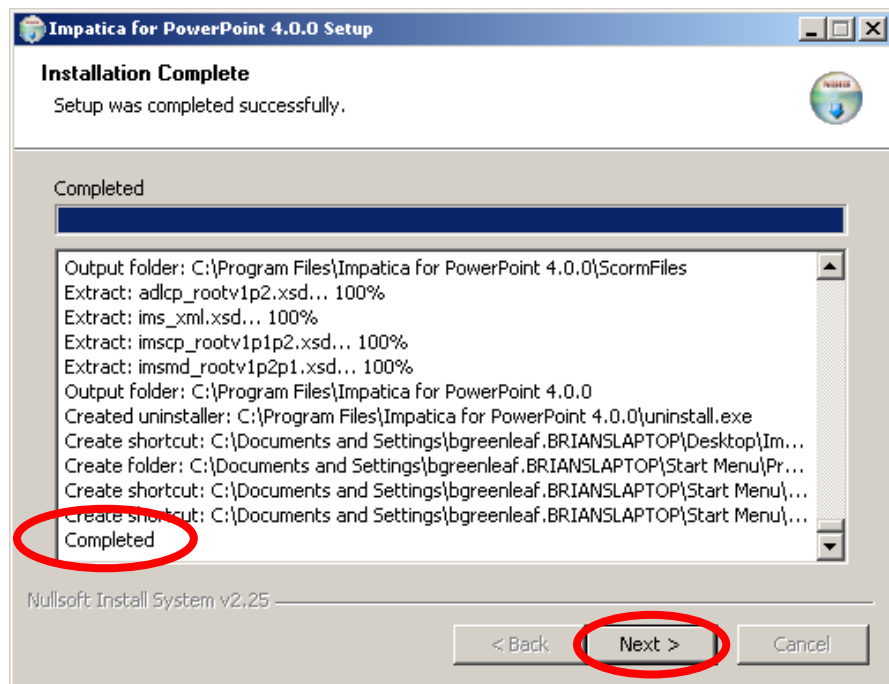 Impatica for PowerPoint 4.0.0 Setup
Installation Complete
Setup was completed successfully.
Completed
Output folder: C:\Program Files\Impatica for PowerPoint 4.0.0\ScormFiles
Extract: adlcp_rootv1p2.xsd... 100%
Extract: ims_xml.xsd... 100%
Extract: imscp_rootv1p1p2.xsd... 100%
Extract: imsmd_rootv1p2p1.xsd... 100%
Output folder: C:\Program Files\Impatica for PowerPoint 4.0.0
Created uninstaller: C:\Program Files\Impatica for PowerPoint 4.0.0\uninstall.exe
Create shortcut: C:\Documents and Settings\bgreenleaf.BRIANSLAPTOP\Desktop\Im...
Create folder: C:\Documents and Settings\bgreenleaf.BRIANSLAPTOP\Start Menu\Pr...
Create shortcut: C:\Documents and Settings\bgreenleaf.BRIANSLAPTOP\Start Menu\...
Create shortcut: C:\Documents and Settings\bgreenleaf.BRIANSLAPTOP\Start Menu\...
Completed
Nullsoft Install System v2.25
< Back
Next >
Cancel